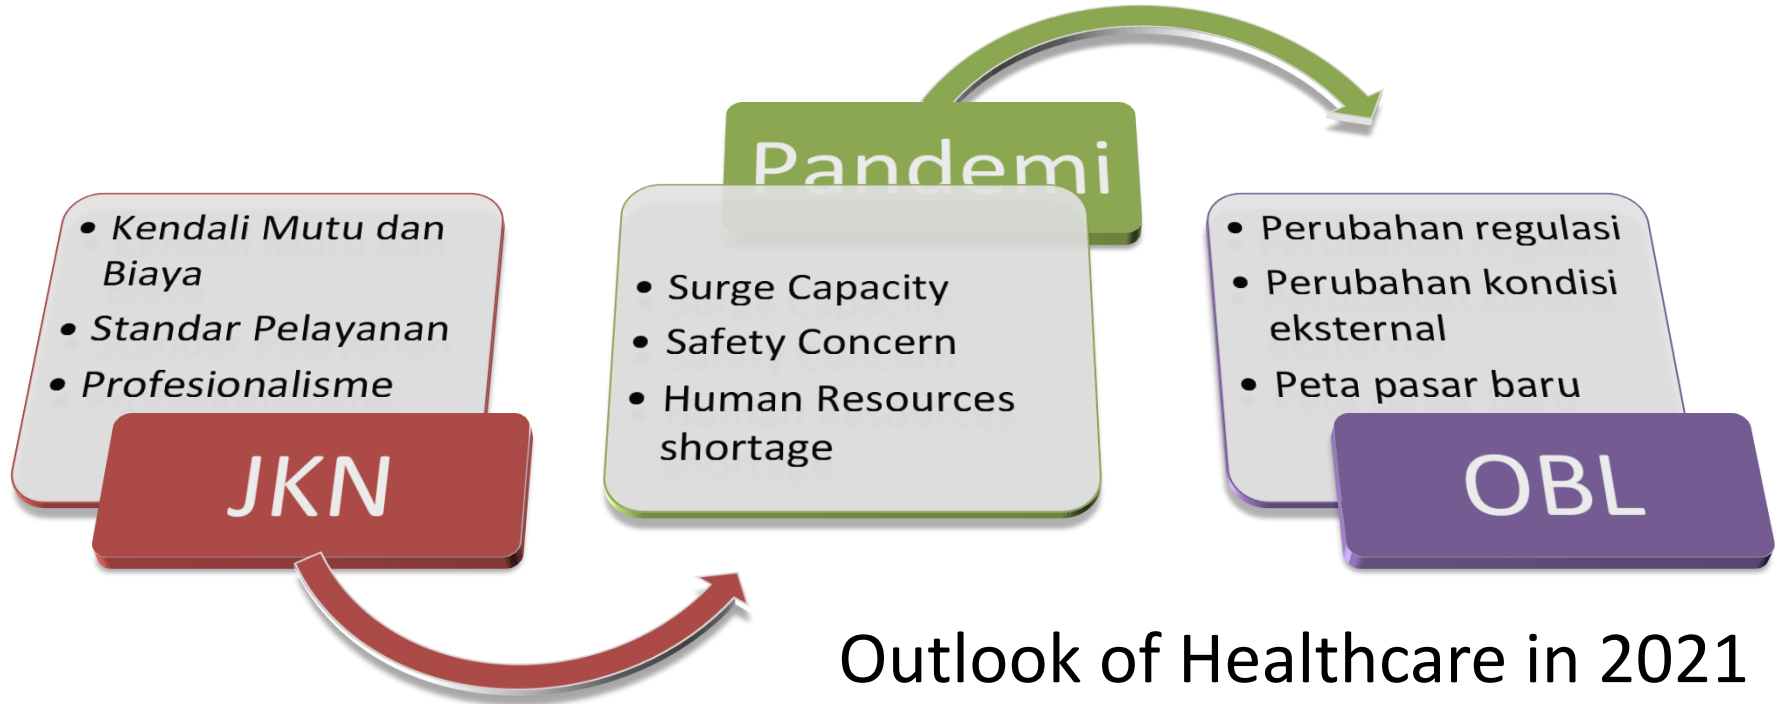 • Kendali Mutu dan
Biaya
• Standar Pelayanan
• Profesionalisme
JKN
Pandemi
• Surge Capacity
• Safety Concern
• Human Resources
shortage
• Perubahan regulasi
• Perubahan kondisi
eksternal
• Peta pasar baru
OBL
Outlook of Healthcare in 2021